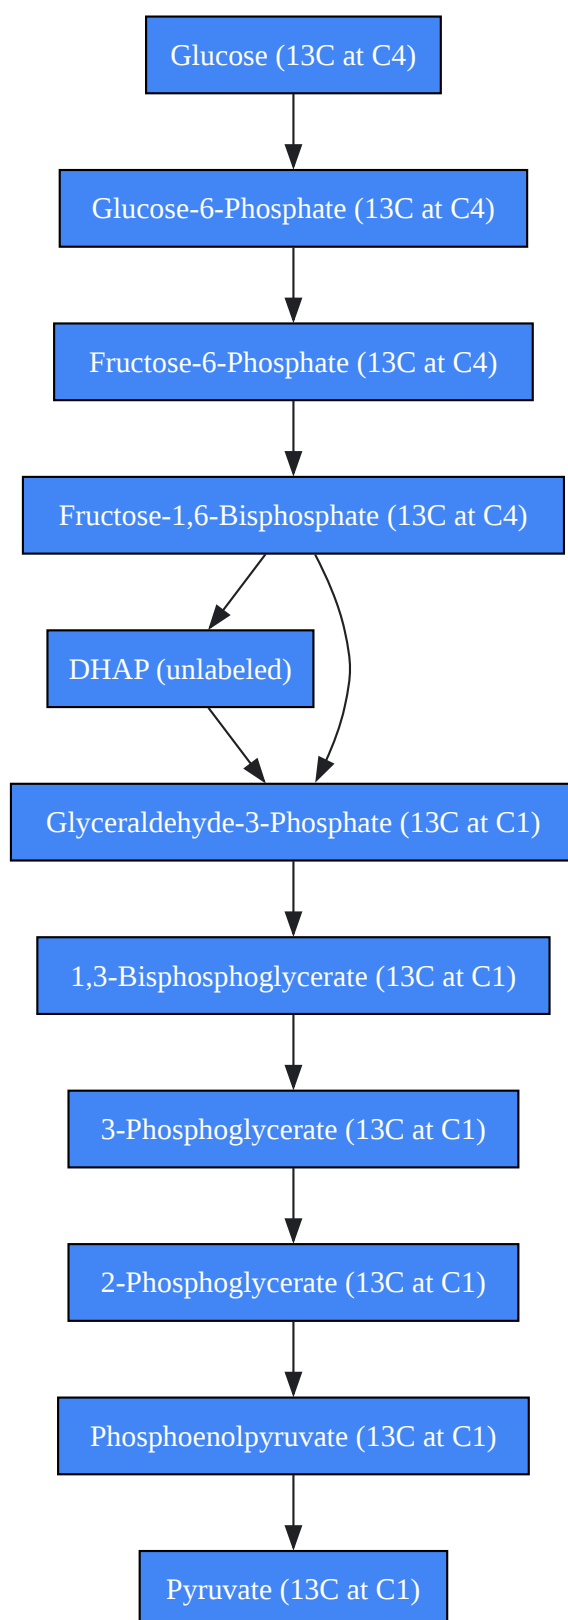 Glucose (13C at C4)
Glucose-6-Phosphate (13C at C4)
Fructose-6-Phosphate (13C at C4)
Fructose-1,6-Bisphosphate (13C at C4)
DHAP (unlabeled)
Glyceraldehyde-3-Phosphate (13C at C1)
1,3-Bisphosphoglycerate (13C at C1)
3-Phosphoglycerate (13C at C1)
2-Phosphoglycerate (13C at C1)
Phosphoenolpyruvate (13C at C1)
Pyruvate (13C at C1)